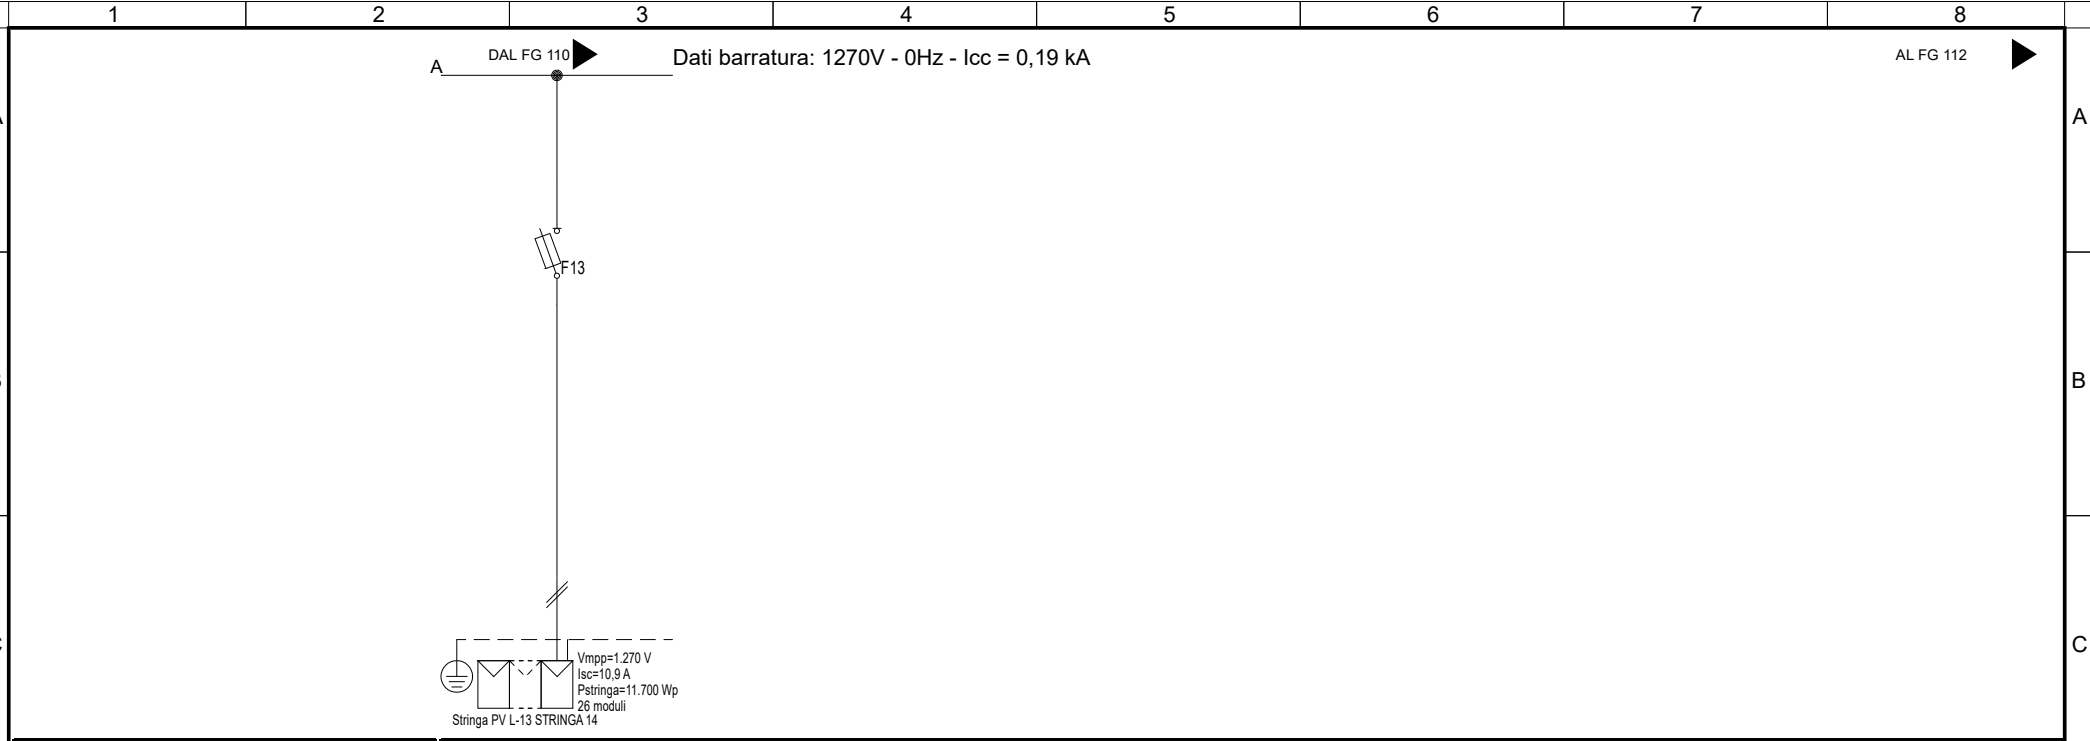 1 2 3 4 5 6 7 8
DAL FG 110
Dati barratura: 1270V - 0Hz - Icc = 0,19 kA
AL FG 112
A
A
F13
B
C
Vmpp=1.270 V
Isc=10,9 A
Pstringa=11.700 Wp
26 moduli
Stringa PV L-13 STRINGA 14